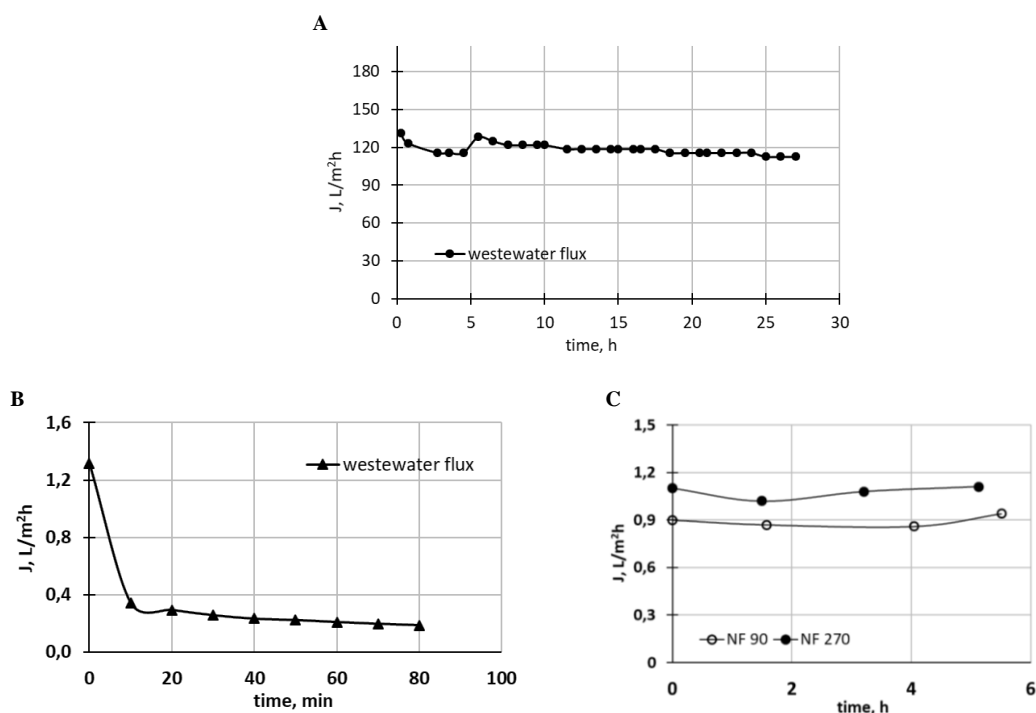 A
180
150
120
90
60
30
0
J, L/m²h
westewater flux
0 5 10 15 20 25 30
time, h
B
1,6
1,2
0,8
0,4
0,0
J, L/m²h
westewater flux
0 20 40 60 80 100
time, min
C
1,5
1,2
0,9
0,6
0,3
0
J, L/m²h
NF 90 NF 270
0 2 4 6
time, h